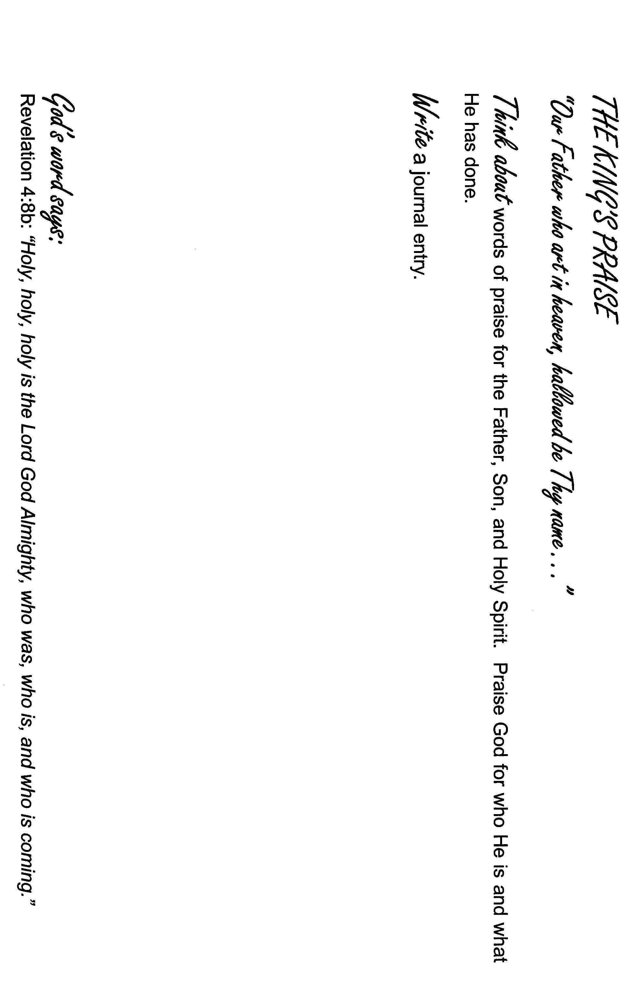 THE KING'S PRAISE
“Our Father who art in heaven, hallowed be Thy name . . . ”
Think about words of praise for the Father, Son, and Holy Spirit. Praise God for who He is and what
He has done.
Write a journal entry.
God's word says:
Revelation 4:8b: “Holy, holy, holy is the Lord God Almighty, who was, who is, and who is coming.”